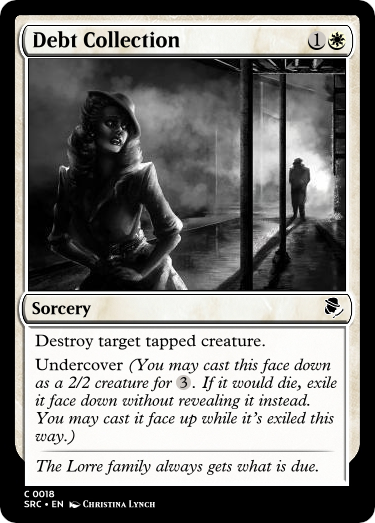 Debt Collection 1
Sorcery
Destroy target tapped creature.
Undercover (You may cast this face down
as a 2/2 creature for 3. If it would die, exile
it face down without revealing it instead.
You may cast it face up while it's exiled this
way.)
The Lorre family always gets what is due.
C 0018
SRC • EN Christina Lynch